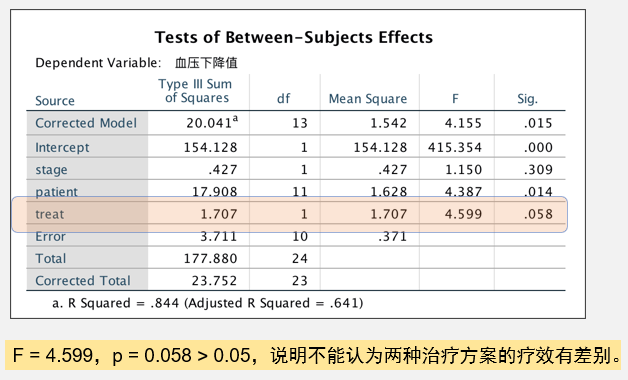 Tests of Between-Subjects Effects
Dependent Variable: 血压下降值
Source Type III Sum of Squares df Mean Square F Sig.
Corrected Model 20.041a 13 1.542 4.155 .015
Intercept 154.128 1 154.128 415.354 .000
stage .427 1 .427 1.150 .309
patient 17.908 11 1.628 4.387 .014
treat 1.707 1 1.707 4.599 .058
Error 3.711 10 .371
Total 177.880 24
Corrected Total 23.752 23
a. R Squared = .844 (Adjusted R Squared = .641)
F = 4.599，p = 0.058 > 0.05，说明不能认为两种治疗方案的疗效有差别。